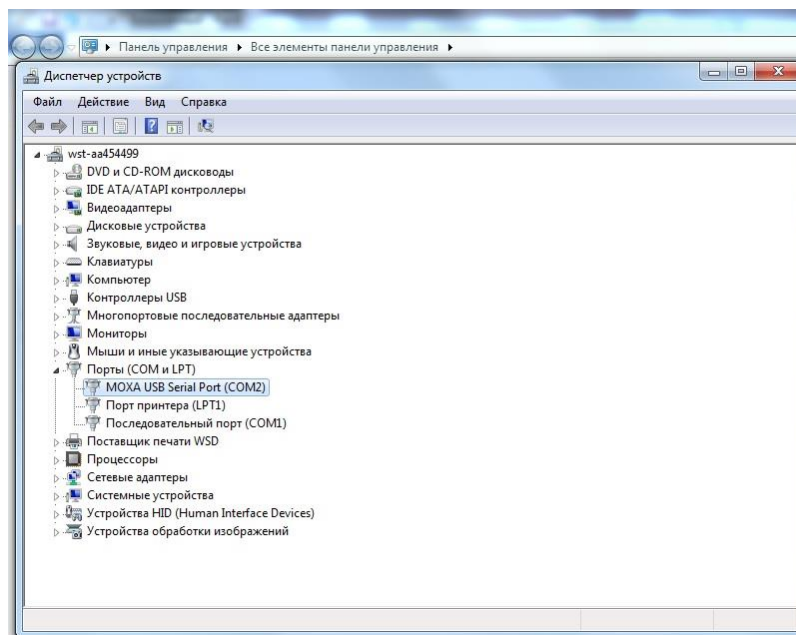 Панель управления ▸ Все элементы панели управления ▸
Диспетчер устройств
Файл Действие Вид Справка
wst-aa454499
DVD и CD-ROM дисководы
IDE ATA/ATAPI контроллеры
Видеоадаптеры
Дисковые устройства
Звуковые, видео и игровые устройства
Клавиатуры
Компьютер
Контроллеры USB
Многопортовые последовательные адаптеры
Мониторы
Мыши и иные указывающие устройства
Порты (COM и LPT)
MOXA USB Serial Port (COM2)
Порт принтера (LPT1)
Последовательный порт (COM1)
Поставщик печати WSD
Процессоры
Сетевые адаптеры
Системные устройства
Устройства HID (Human Interface Devices)
Устройства обработки изображений